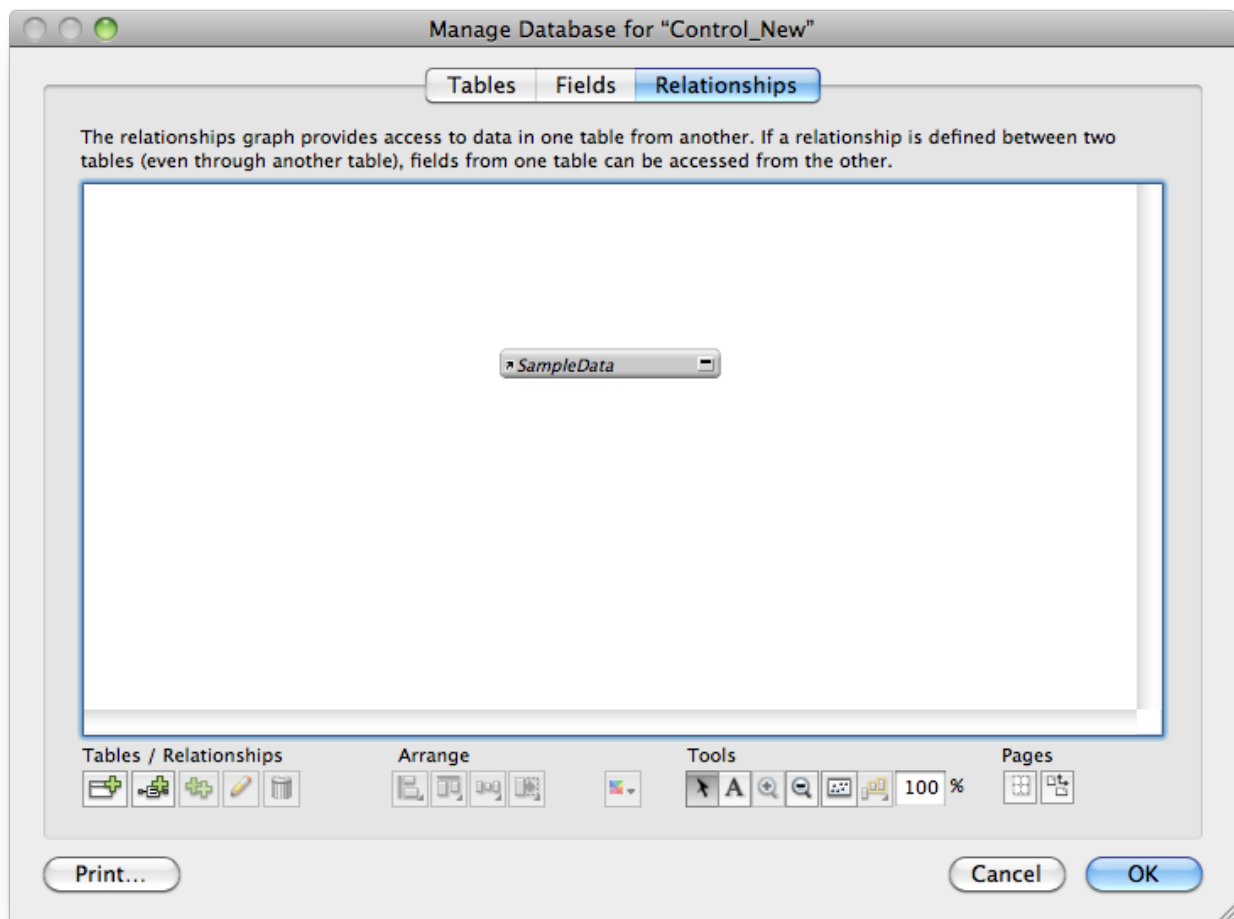 Manage Database for “Control_New”
Tables Fields Relationships
The relationships graph provides access to data in one table from another. If a relationship is defined between two
tables (even through another table), fields from one table can be accessed from the other.
SampleData
Tables / Relationships Arrange Tools Pages
A 100 %
Print... Cancel OK